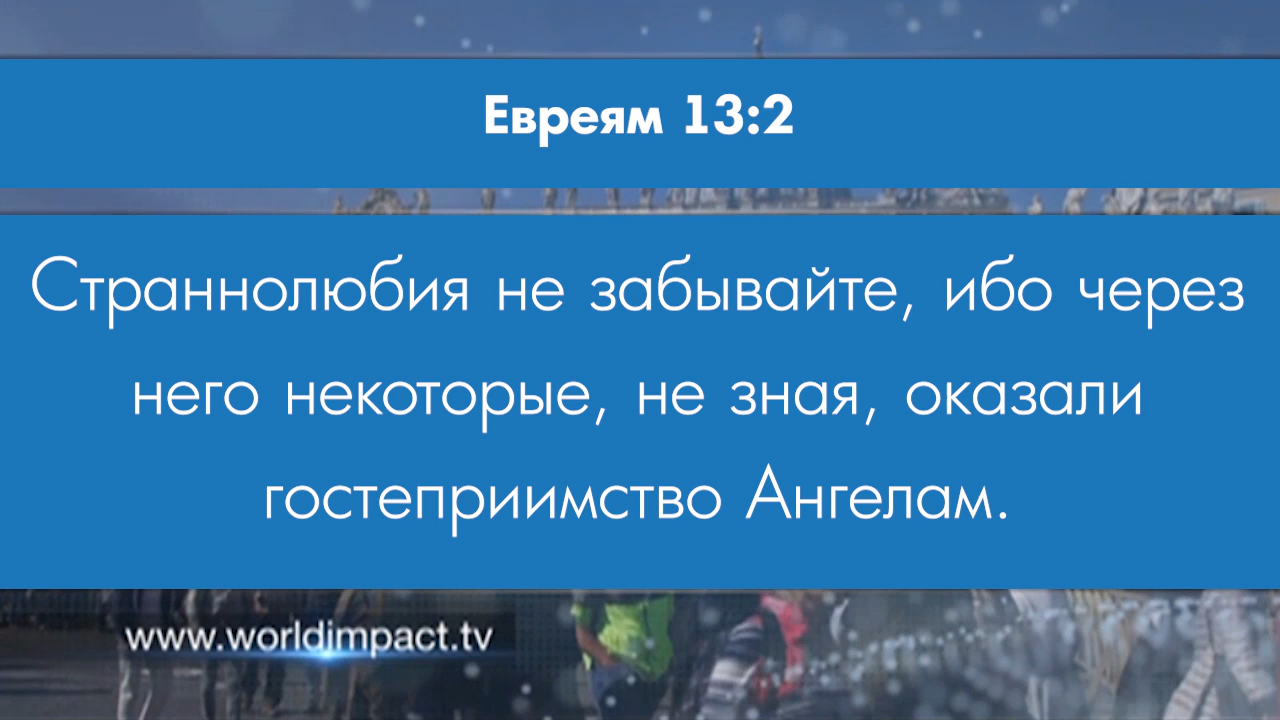 Евреям 13:2
Страннолюбия не забывайте, ибо через
него некоторые, не зная, оказали
гостеприимство Ангелам.
www.worldimpact.tv